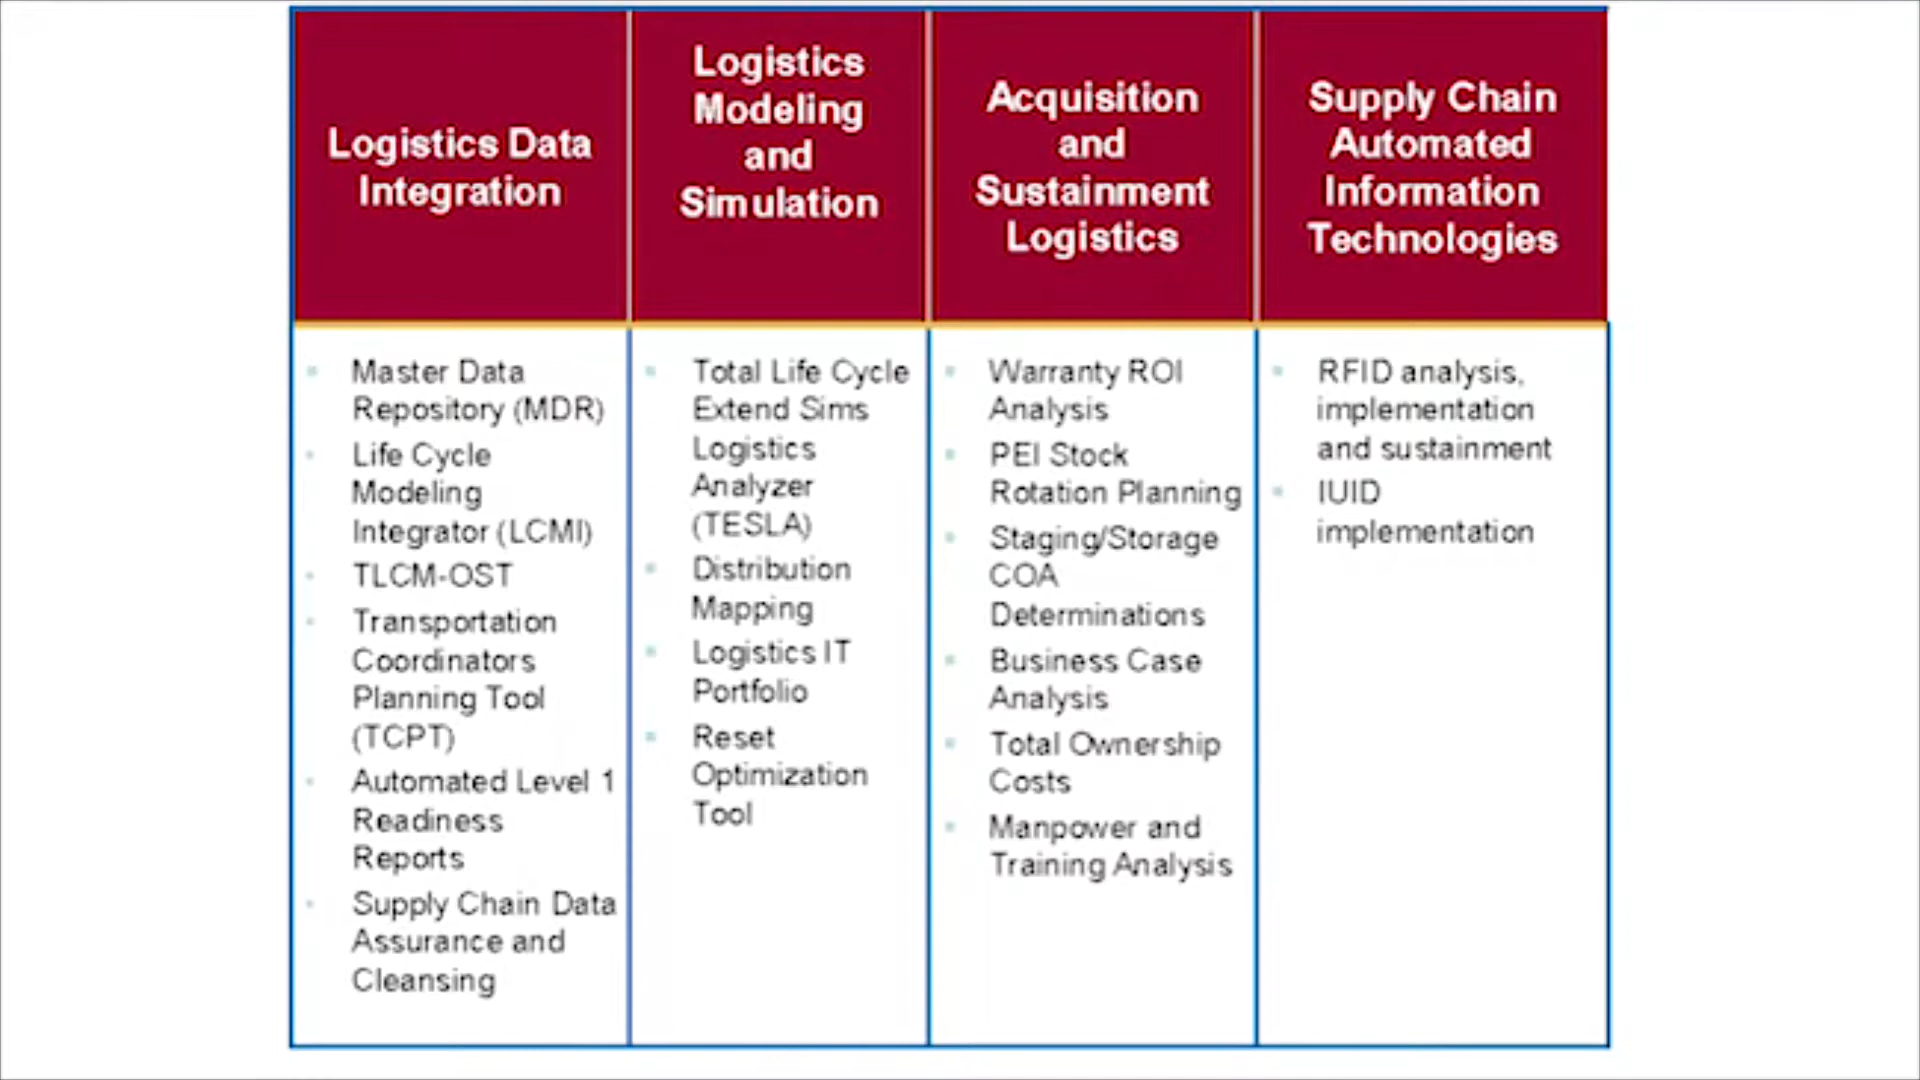 Logistics Data
Integration
Logistics
Modeling
and
Simulation
Acquisition
and
Sustainment
Logistics
Supply Chain
Automated
Information
Technologies
Master Data
Repository (MDR)
Life Cycle
Modeling
Integrator (LCMI)
TLCM-OST
Transportation
Coordinators
Planning Tool
(TCPT)
Automated Level 1
Readiness
Reports
Supply Chain Data
Assurance and
Cleansing
Total Life Cycle
Extend Sims
Logistics
Analyzer
(TESLA)
Distribution
Mapping
Logistics IT
Portfolio
Reset
Optimization
Tool
Warranty ROI
Analysis
PEI Stock
Rotation Planning
Staging/Storage
COA
Determinations
Business Case
Analysis
Total Ownership
Costs
Manpower and
Training Analysis
RFID analysis,
implementation
and sustainment
IUID
implementation